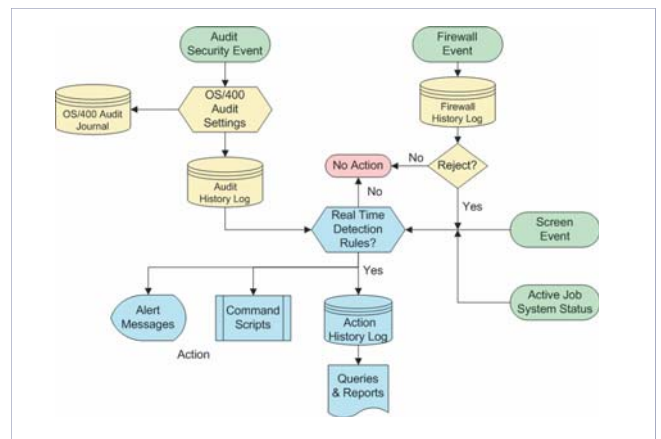 Audit
Security Event
Firewall
Event
OS/400
Audit
Settings
OS/400 Audit
Journal
Firewall
History Log
No Action
No
Reject?
Audit
History Log
No
Yes
Real Time
Detection
Rules?
Screen
Event
Yes
Alert
Messages
Command
Scripts
Action
History Log
Active Job
System Status
Action
Queries
& Reports